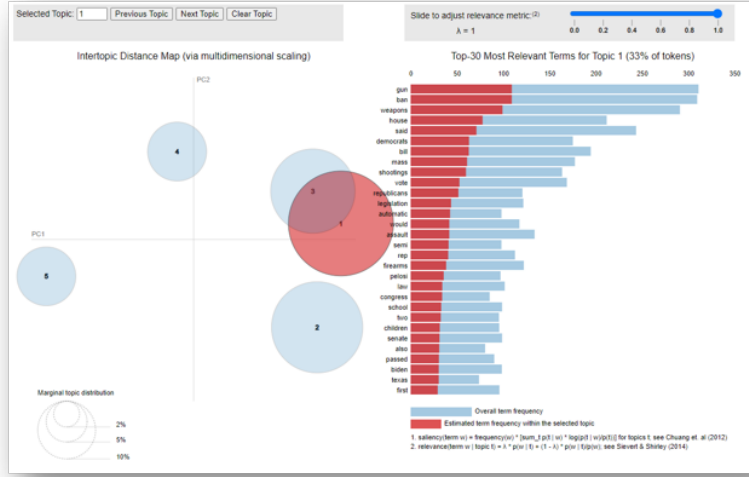 Selected Topic: 1 Previous Topic Next Topic Clear Topic
Slide to adjust relevance metric:(2)
λ = 1
0.0 0.2 0.4 0.6 0.8 1.0
Intertopic Distance Map (via multidimensional scaling)
PC2
PC1
4
3
1
5
2
Marginal topic distribution
2%
5%
10%
Top-30 Most Relevant Terms for Topic 1 (33% of tokens)
0 50 100 150 200 250 300 350
gun
ban
weapons
house
said
democrats
bill
mass
shootings
vote
republicans
legislation
automatic
would
assault
semi
rep
firearms
pelosi
law
congress
school
two
children
senate
also
passed
biden
texas
first
Overall term frequency
Estimated term frequency within the selected topic
1. saliency(term w) = frequency(w) * [sum_t p(t | w) * log(p(t | w)/p(t))] for topics t; see Chuang et. al (2012)
2. relevance(term w | topic t) = λ * p(w | t) + (1 - λ) * p(w | t)/p(w); see Sievert & Shirley (2014)